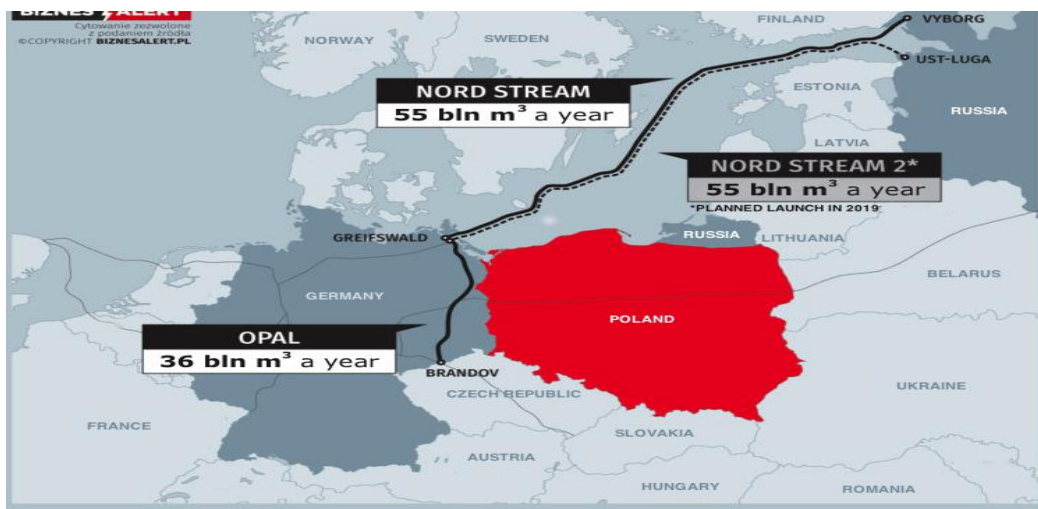 BIZNES ALERT
Cytowanie zezwolone
z podaniem źródła
©COPYRIGHT BIZNESALERT.PL
NORWAY
SWEDEN
FINLAND
VYBORG
UST-LUGA
NORD STREAM
55 bln m³ a year
ESTONIA
RUSSIA
LATVIA
NORD STREAM 2*
55 bln m³ a year
*PLANNED LAUNCH IN 2019
GREIFSWALD
RUSSIA
LITHUANIA
BELARUS
GERMANY
POLAND
OPAL
36 bln m³ a year
BRANDOV
CZECH REPUBLIC
UKRAINE
FRANCE
SLOVAKIA
AUSTRIA
HUNGARY
ROMANIA